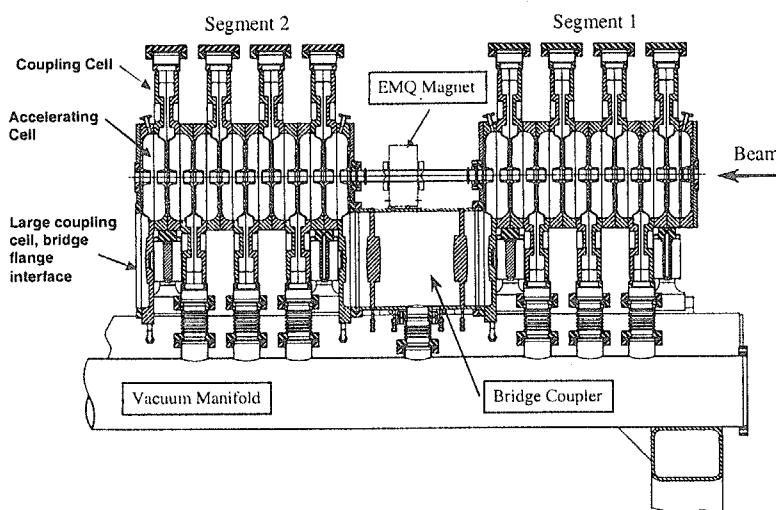 Segment 2
Segment 1
Coupling Cell
EMQ Magnet
Accelerating
Cell
Beam
Large coupling
cell, bridge
flange
interface
Vacuum Manifold
Bridge Coupler